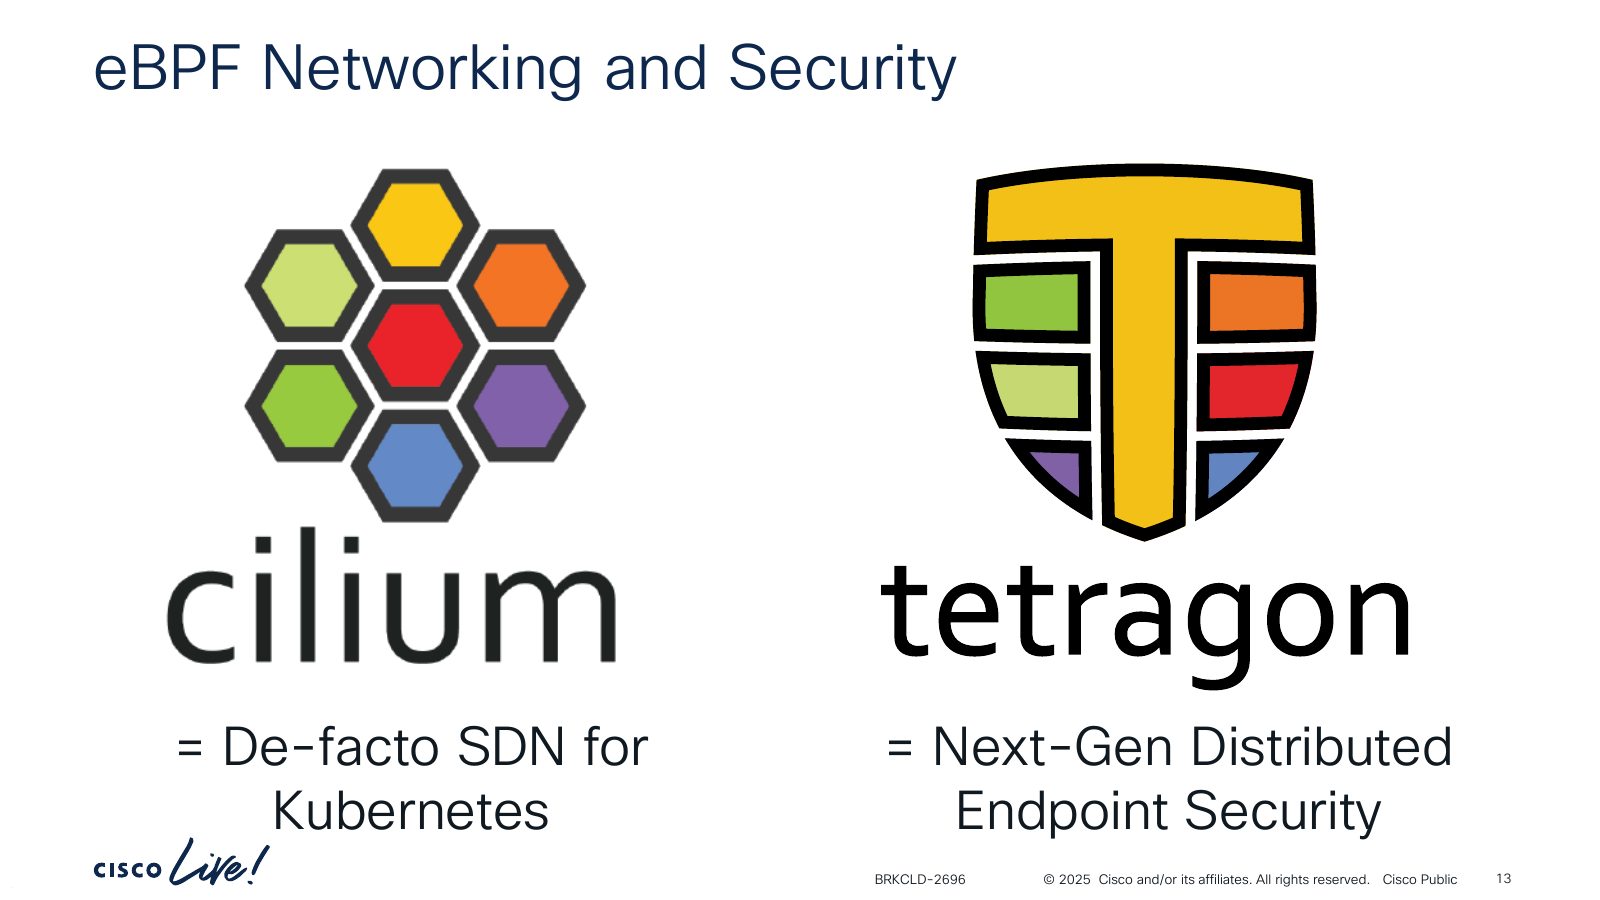 eBPF Networking and Security
cilium
= De-facto SDN for
Kubernetes
tetragon
= Next-Gen Distributed
Endpoint Security
CISCO Live!
BRKCLD-2696
© 2025 Cisco and/or its affiliates. All rights reserved. Cisco Public
13